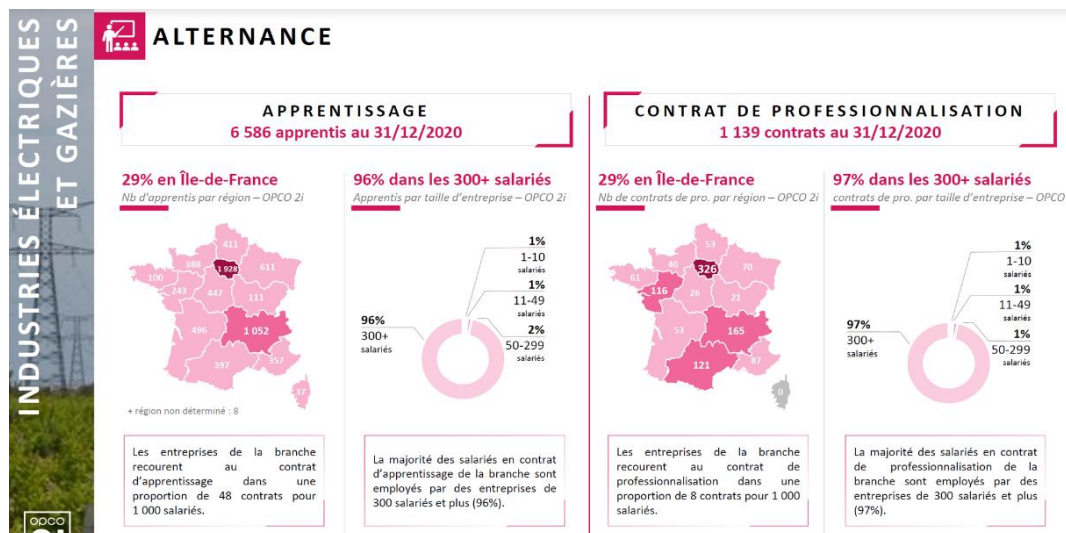 INDUSTRIES ÉLECTRIQUES
ET GAZIÈRES
ALTERNANCE
APPRENTISSAGE
6 586 apprentis au 31/12/2020
29% en Île-de-France
Nb d'apprentis par région – OPCO 2i
411
388
1 928
611
100
243
447
111
496
1 052
397
357
37
+ région non déterminé : 8
Les entreprises de la branche
recourent au contrat
d'apprentissage dans une
proportion de 48 contrats pour
1 000 salariés.
96% dans les 300+ salariés
Apprentis par taille d'entreprise – OPCO 2i
1%
1-10
salariés
1%
11-49
salariés
2%
50-299
salariés
96%
300+
salariés
La majorité des salariés en contrat
d'apprentissage de la branche sont
employés par des entreprises de
300 salariés et plus (96%).
CONTRAT DE PROFESSIONNALISATION
1 139 contrats au 31/12/2020
29% en Île-de-France
Nb de contrats de pro. par région – OPCO 2i
53
40
326
70
61
116
26
21
53
165
121
87
0
Les entreprises de la branche
recourent au contrat de
professionnalisation dans une
proportion de 8 contrats pour 1 000
salariés.
97% dans les 300+ salariés
contrats de pro. par taille d'entreprise – OPCO
1%
1-10
salariés
1%
11-49
salariés
1%
50-299
salariés
97%
300+
salariés
La majorité des salariés en contrat
de professionnalisation de la
branche sont employés par des
entreprises de 300 salariés et plus
(97%).
opco